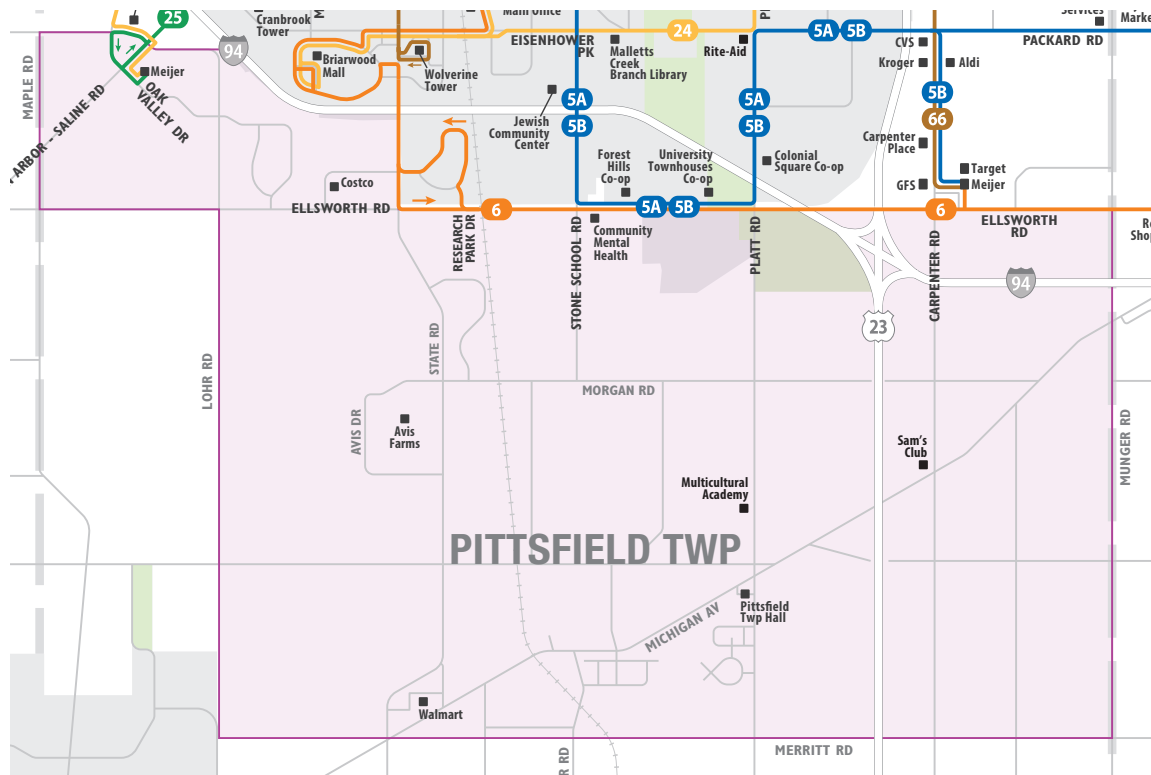 25
Cranbrook
Tower
Main Office
24
EISENHOWER
PK
Malletts
Creek
Branch Library
Rite-Aid
5A
5B
Services
Marke
PACKARD RD
CVS
Kroger
Aldi
94
Briarwood
Mall
Wolverine
Tower
Meijer
MAPLE RD
ARBOR - SALINE RD
OAK
VALLEY DR
5A
5B
5A
5B
5B
66
Jewish
Community
Center
Carpenter
Place
Forest
Hills
Co-op
University
Townhouses
Co-op
Colonial
Square Co-op
Target
Meijer
GFS
Costco
ELLSWORTH RD
6
5A
5B
6
ELLSWORTH
RD
Community
Mental
Health
RESEARCH
PARK DR
STONE SCHOOL RD
PLATT RD
CARPENTER RD
94
23
STATE RD
LOHR RD
MORGAN RD
AVIS DR
Avis
Farms
Sam's
Club
MUNGER RD
Multicultural
Academy
PITTSFIELD TWP
Pittsfield
Twp Hall
MICHIGAN AV
Walmart
MERRITT RD
R RD